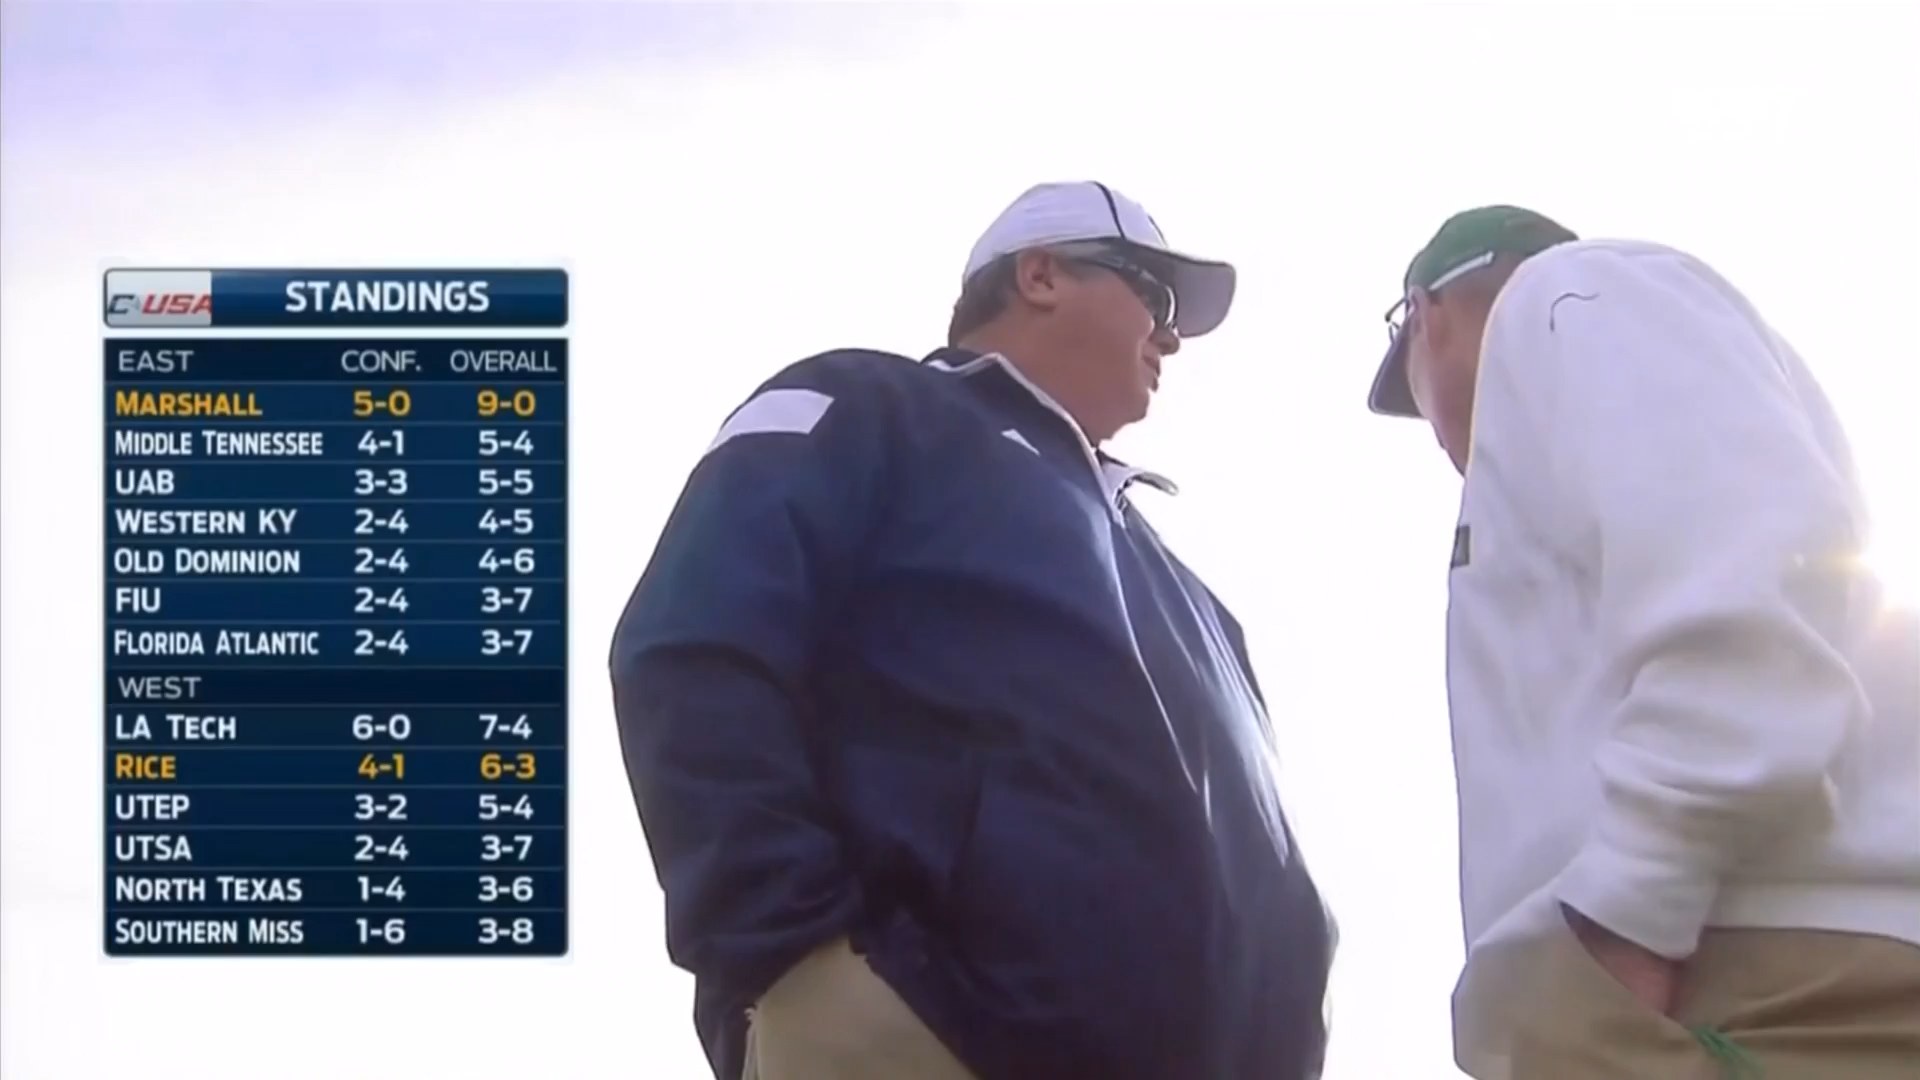 C USA STANDINGS
EAST CONF. OVERALL
MARSHALL 5-0 9-0
MIDDLE TENNESSEE 4-1 5-4
UAB 3-3 5-5
WESTERN KY 2-4 4-5
OLD DOMINION 2-4 4-6
FIU 2-4 3-7
FLORIDA ATLANTIC 2-4 3-7
WEST
LA TECH 6-0 7-4
RICE 4-1 6-3
UTEP 3-2 5-4
UTSA 2-4 3-7
NORTH TEXAS 1-4 3-6
SOUTHERN MISS 1-6 3-8